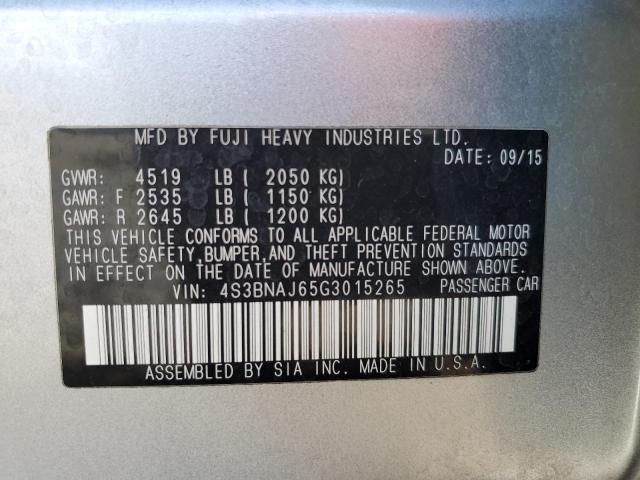 MFD BY FUJI HEAVY INDUSTRIES LTD.
DATE: 09/15
GVWR: 4519 LB ( 2050 KG)
GAWR: F 2535 LB ( 1150 KG)
GAWR: R 2645 LB ( 1200 KG)
THIS VEHICLE CONFORMS TO ALL APPLICABLE FEDERAL MOTOR
VEHICLE SAFETY,BUMPER,AND THEFT PREVENTION STANDARDS
IN EFFECT ON THE DATE OF MANUFACTURE SHOWN ABOVE.
VIN: 4S3BNAJ65G3015265 PASSENGER CAR
ASSEMBLED BY SIA INC. MADE IN U.S.A.